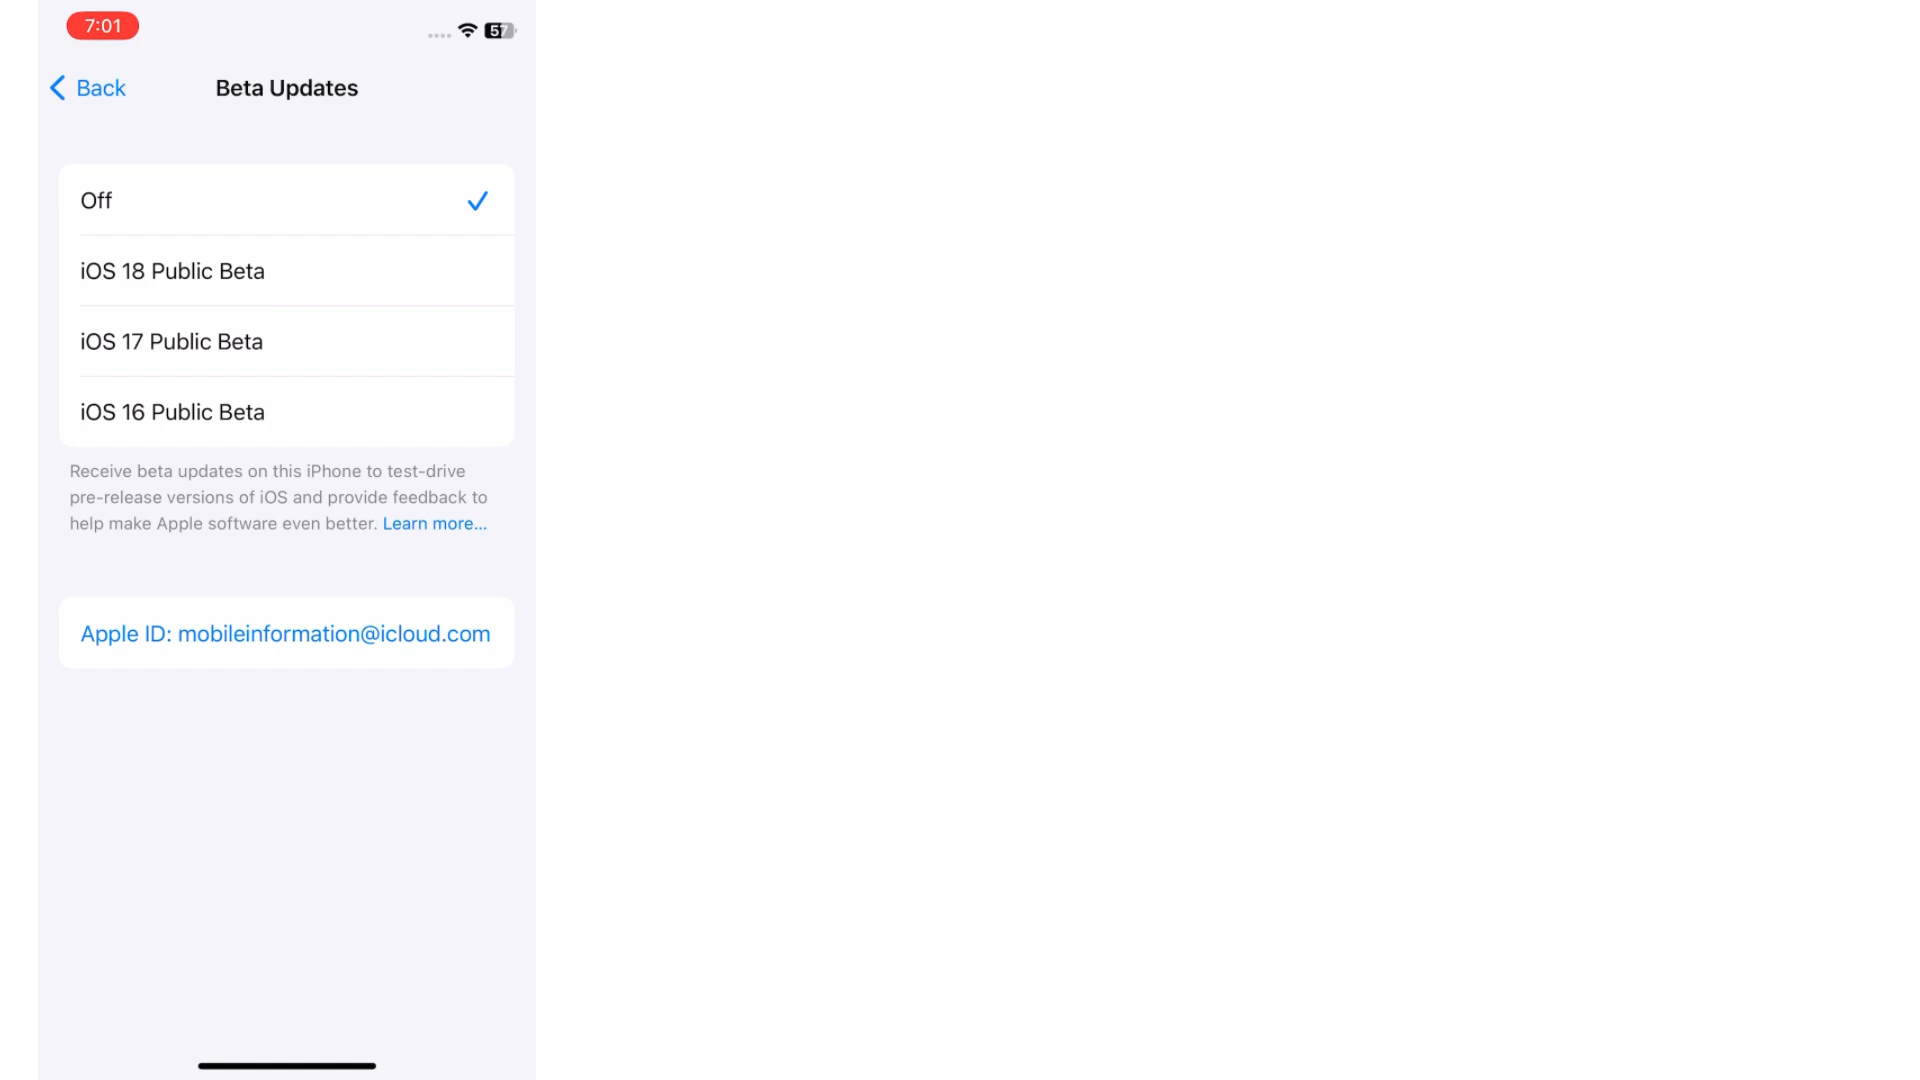 7:01
57
Back
Beta Updates
Off
iOS 18 Public Beta
iOS 17 Public Beta
iOS 16 Public Beta
Receive beta updates on this iPhone to test-drive
pre-release versions of iOS and provide feedback to
help make Apple software even better. Learn more...
Apple ID: mobileinformation@icloud.com